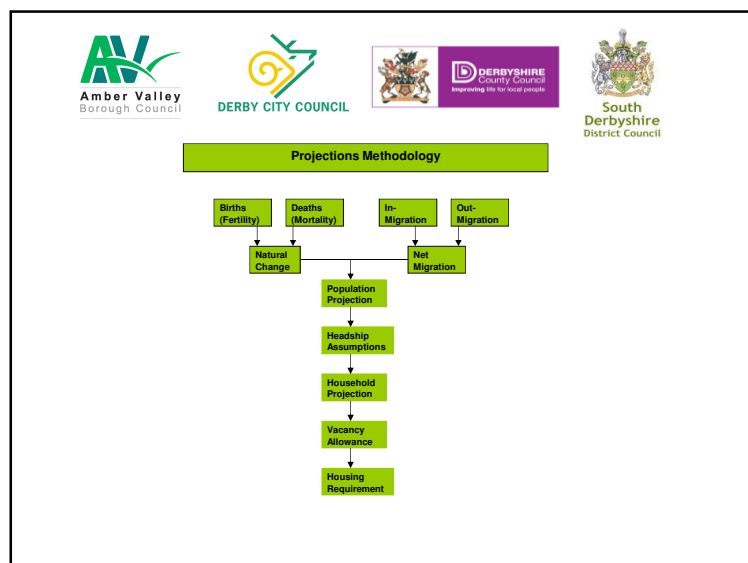 Amber Valley
Borough Council
DERBY CITY COUNCIL
DERBYSHIRE
County Council
Improving life for local people
South
Derbyshire
District Council
Projections Methodology
Births
(Fertility)
Deaths
(Mortality)
In-
Migration
Out-
Migration
Natural
Change
Net
Migration
Population
Projection
Headship
Assumptions
Household
Projection
Vacancy
Allowance
Housing
Requirement